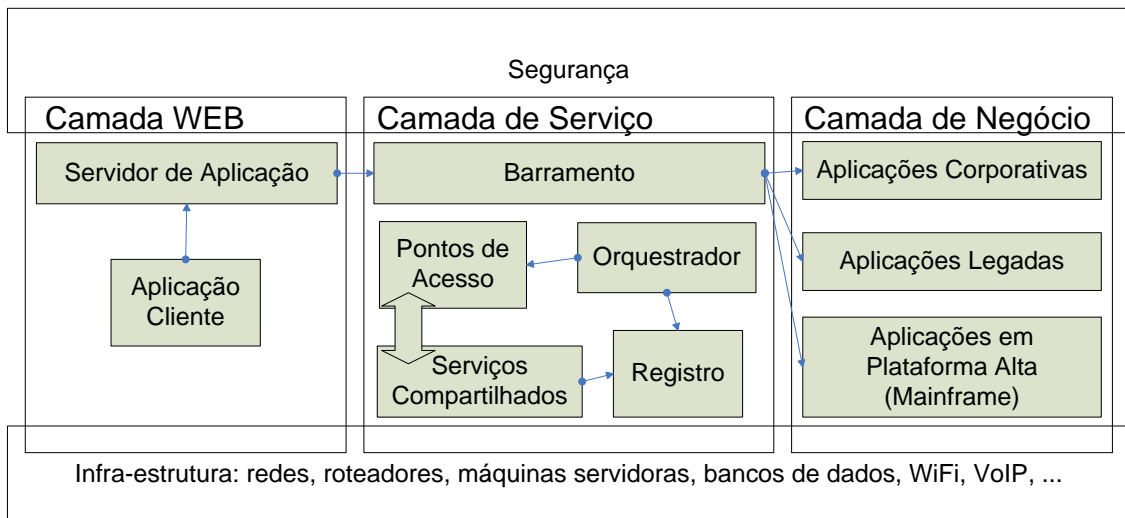 Segurança
Camada WEB
Servidor de Aplicação
Aplicação
Cliente
Camada de Serviço
Barramento
Pontos de
Acesso
Orquestrador
Serviços
Compartilhados
Registro
Camada de Negócio
Aplicações Corporativas
Aplicações Legadas
Aplicações em
Plataforma Alta
(Mainframe)
Infra-estrutura: redes, roteadores, máquinas servidoras, bancos de dados, WiFi, VoIP, ...